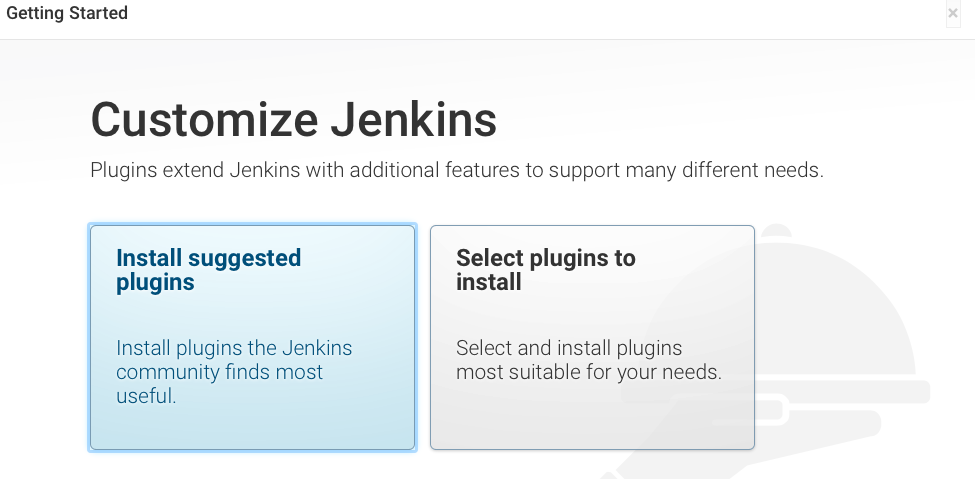 Getting Started
×
Customize Jenkins
Plugins extend Jenkins with additional features to support many different needs.
Install suggested
plugins
Install plugins the Jenkins
community finds most
useful.
Select plugins to
install
Select and install plugins
most suitable for your needs.